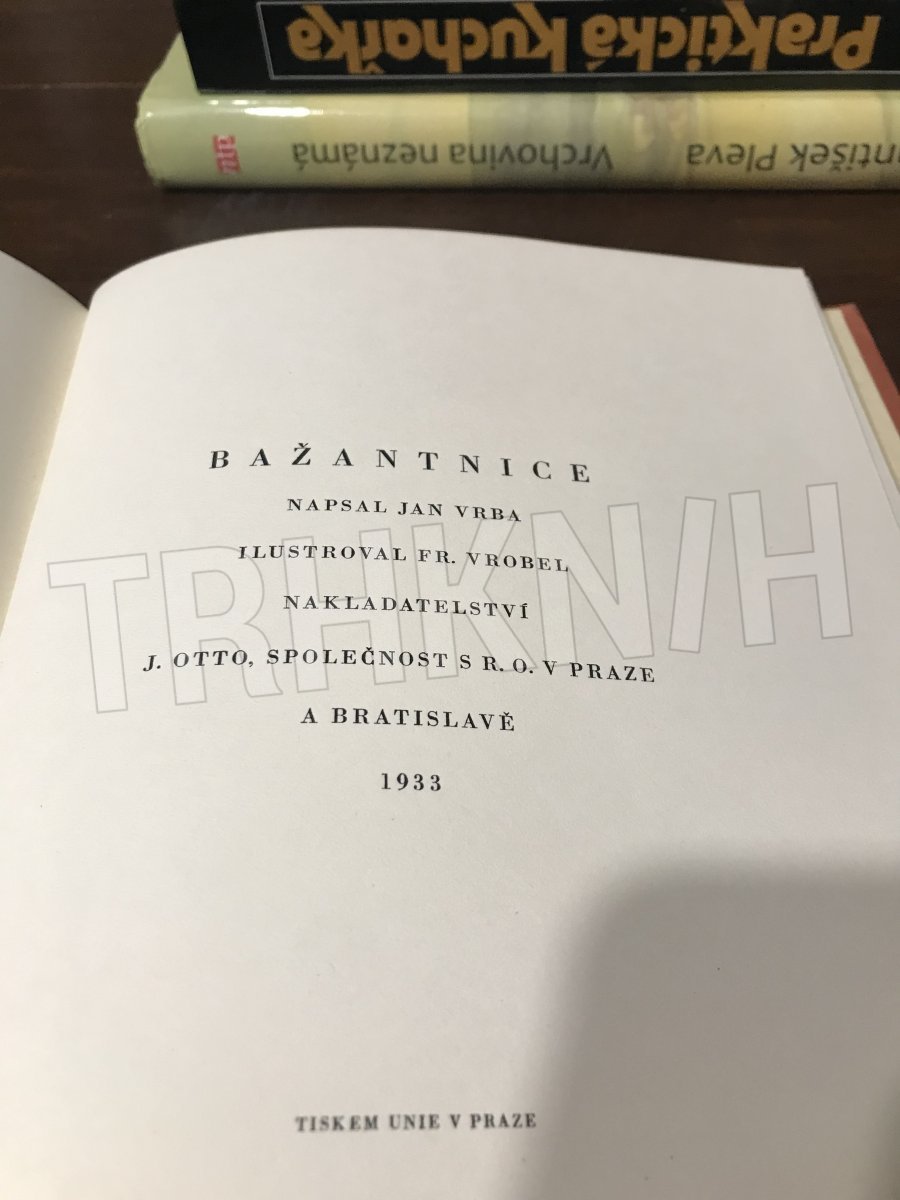 Praktická kuchařka
Vrchovina neznámá
ntišek Pleva
BAŽANTNICE
NAPSAL JAN VRBA
ILUSTROVAL FR. VROBEL
NAKLADATELSTVÍ
J. OTTO, SPOLEČNOST S R. O. V PRAZE
A BRATISLAVĚ
1933
TISKEM UNIE V PRAZE
TRHKNIH